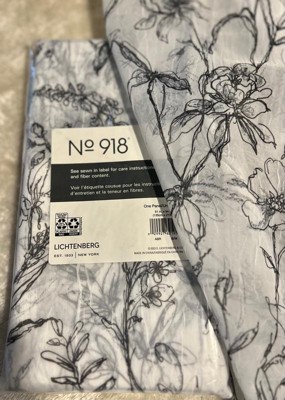 No 918
See sewn in label for care instructions
and fiber content.
Voir l'étiquette cousue pour les instructions
d'entretien et la teneur en fibres.
One
LICHTENBERG
EST. 1933 | NEW YORK